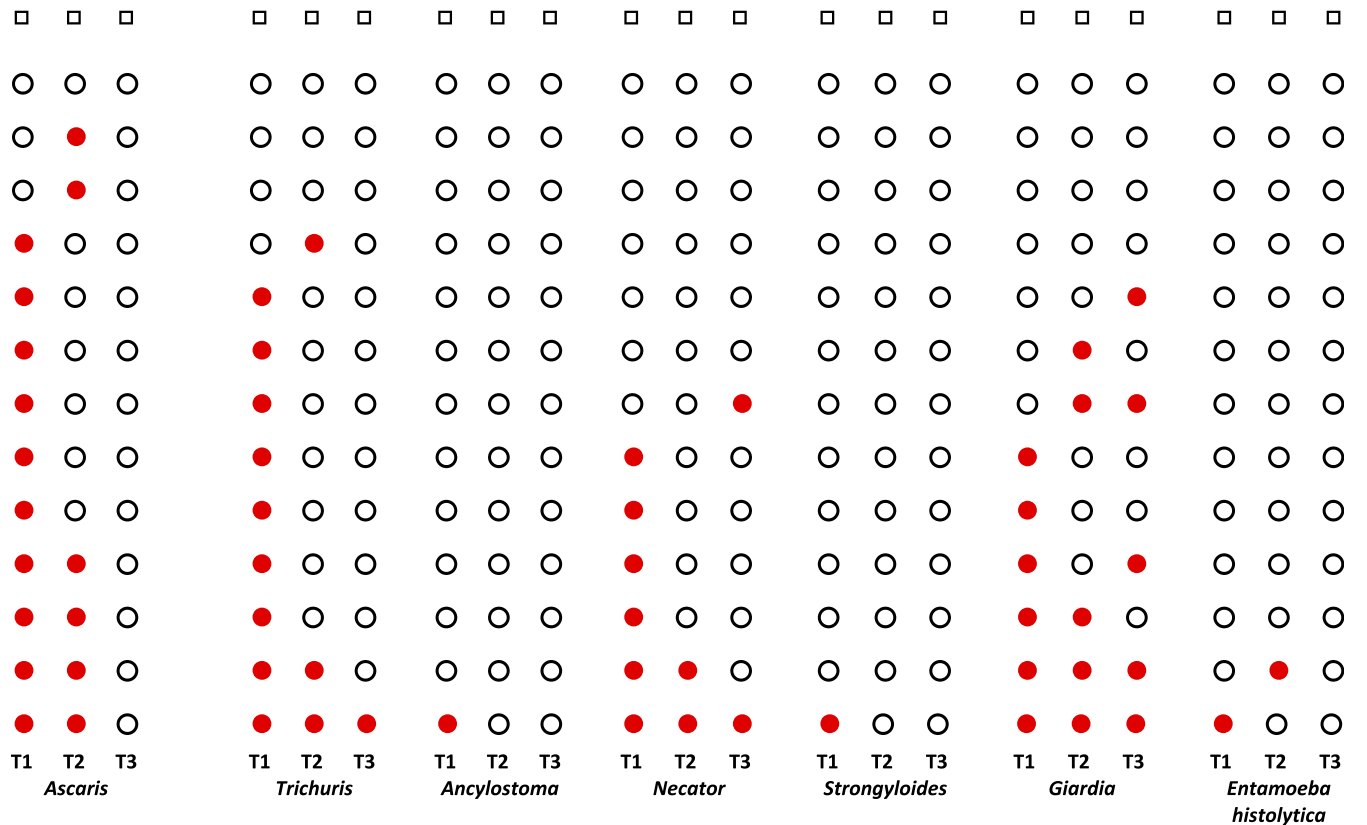 T1 T2 T3 T1 T2 T3 T1 T2 T3 T1 T2 T3 T1 T2 T3 T1 T2 T3 T1 T2 T3
Ascaris Trichuris Ancylostoma Necator Strongyloides Giardia Entamoeba
histolytica